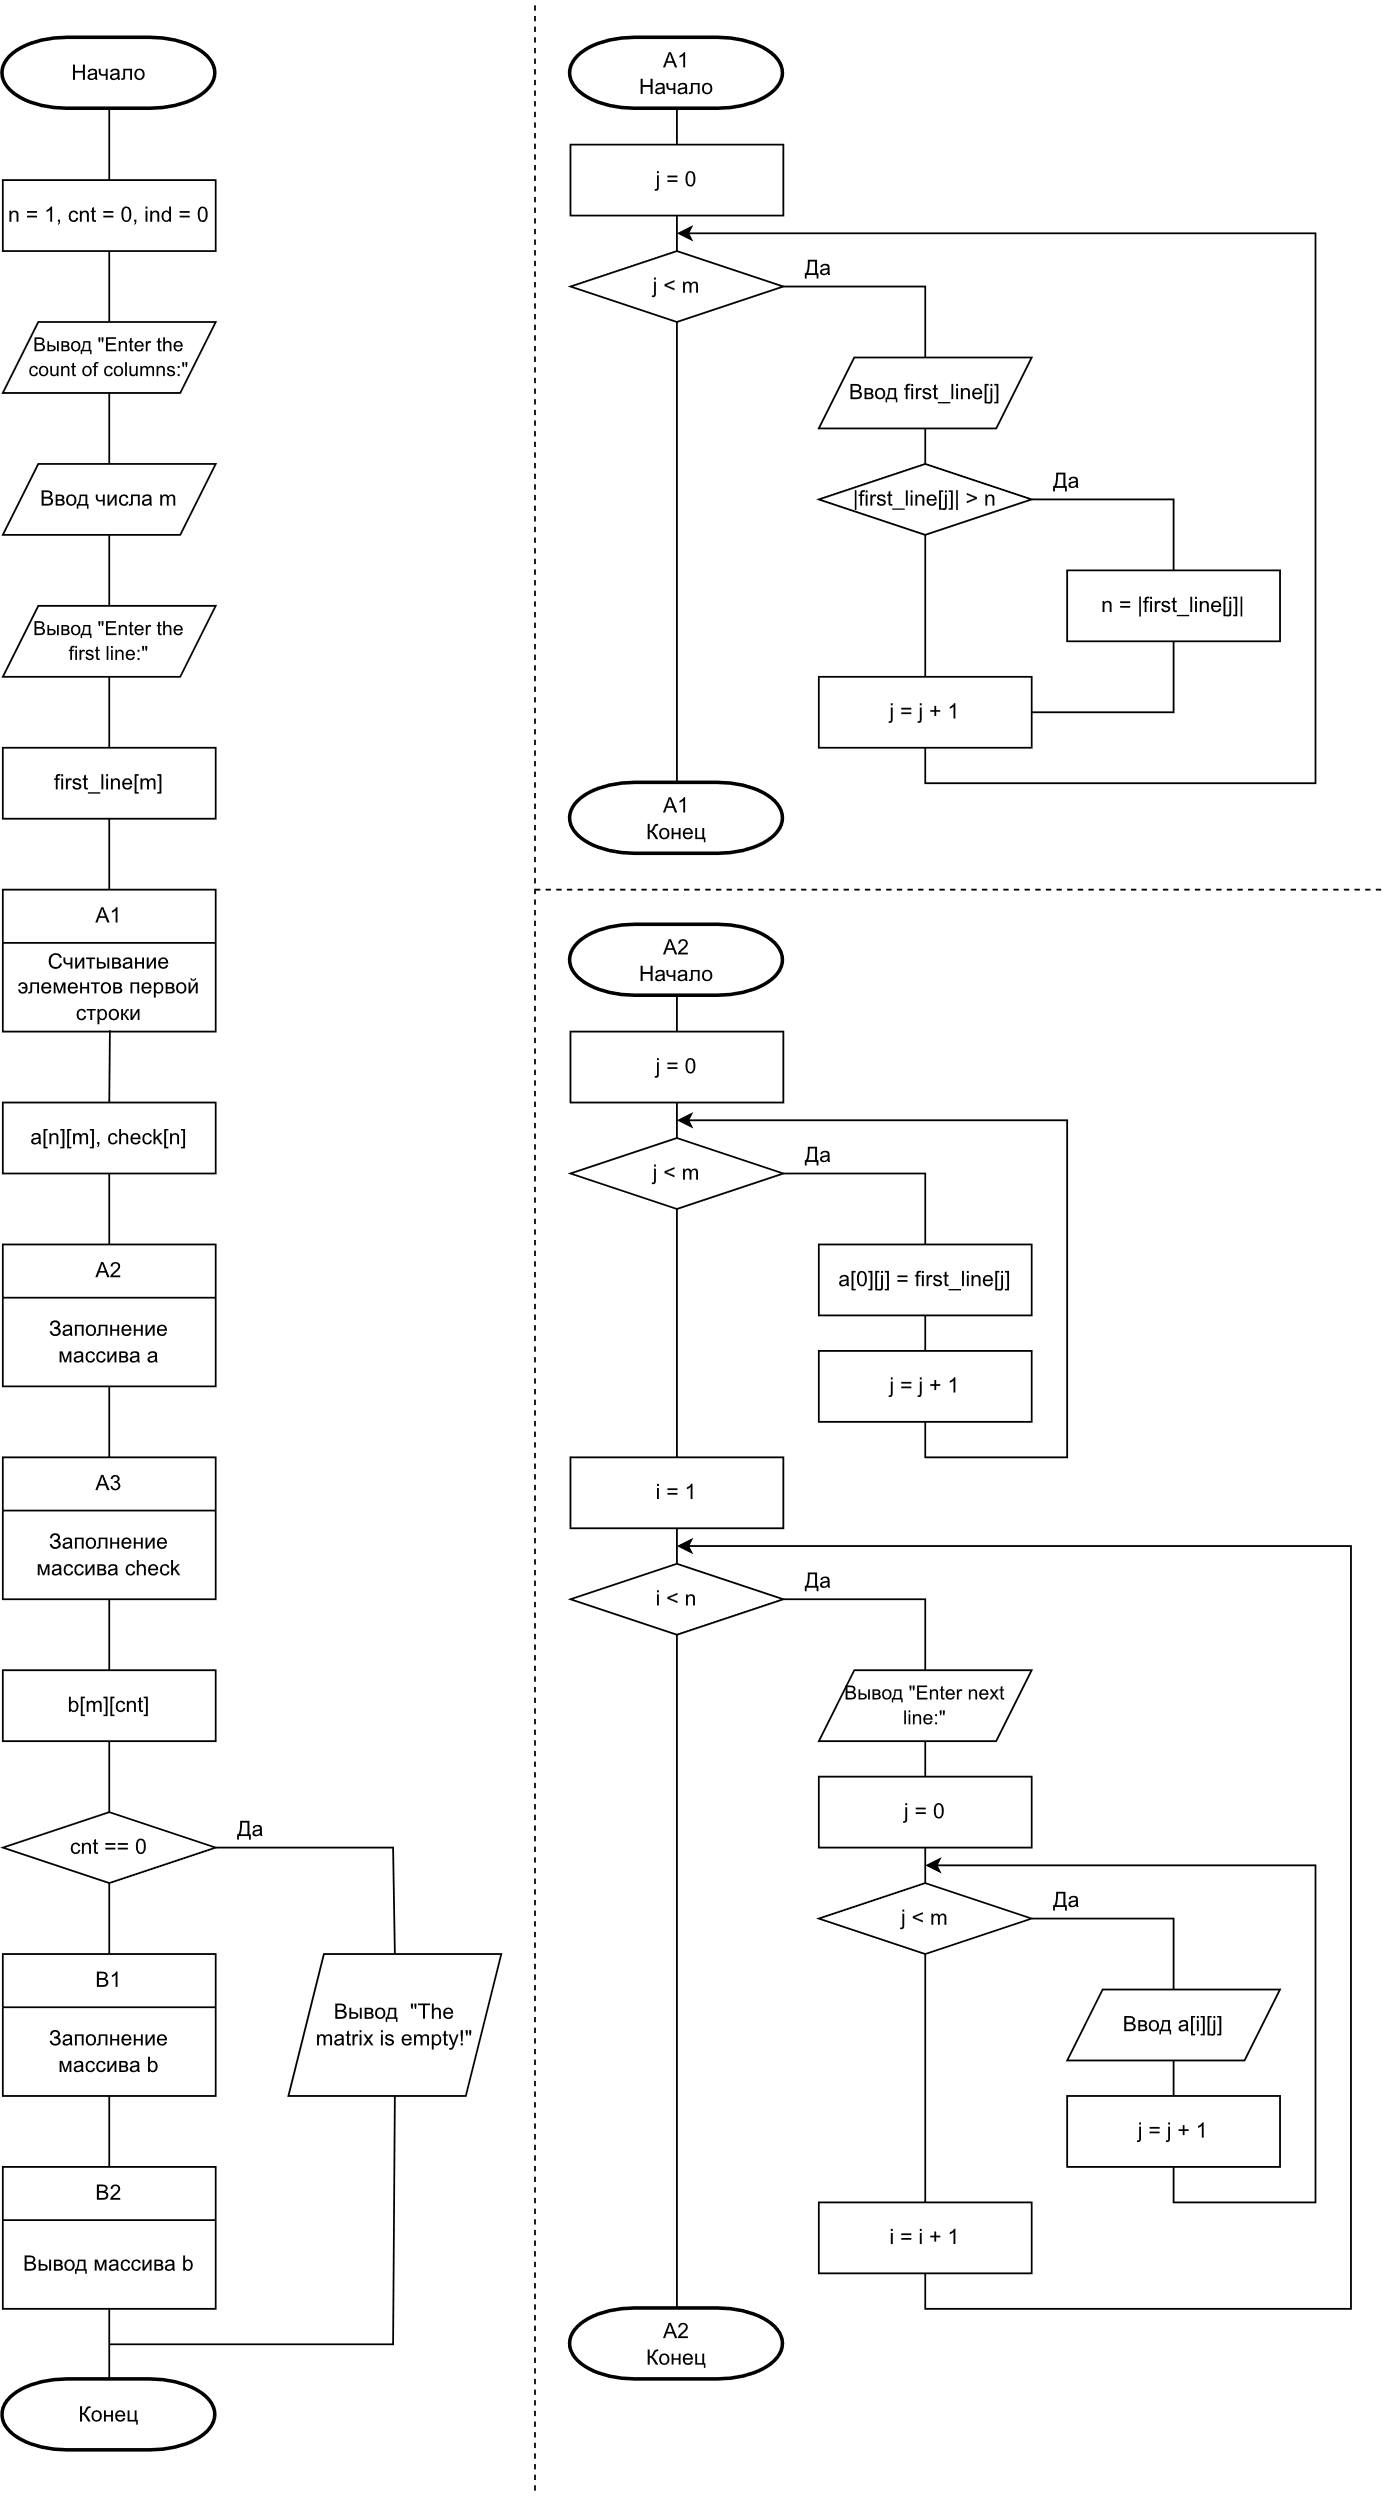 Начало
n = 1, cnt = 0, ind = 0
Вывод "Enter the
count of columns:"
Ввод числа m
Вывод "Enter the
first line:"
first_line[m]
A1
Считывание
элементов первой
строки
a[n][m], check[n]
A2
Заполнение
массива a
A3
Заполнение
массива check
b[m][cnt]
cnt == 0
Да
B1
Заполнение
массива b
Вывод "The
matrix is empty!"
B2
Вывод массива b
Конец
A1
Начало
j = 0
j < m
Да
Ввод first_line[j]
|first_line[j]| > n
Да
n = |first_line[j]|
j = j + 1
A1
Конец
A2
Начало
j = 0
j < m
Да
a[0][j] = first_line[j]
j = j + 1
i = 1
i < n
Да
Вывод "Enter next
line:"
j = 0
j < m
Да
Ввод a[i][j]
j = j + 1
i = i + 1
A2
Конец